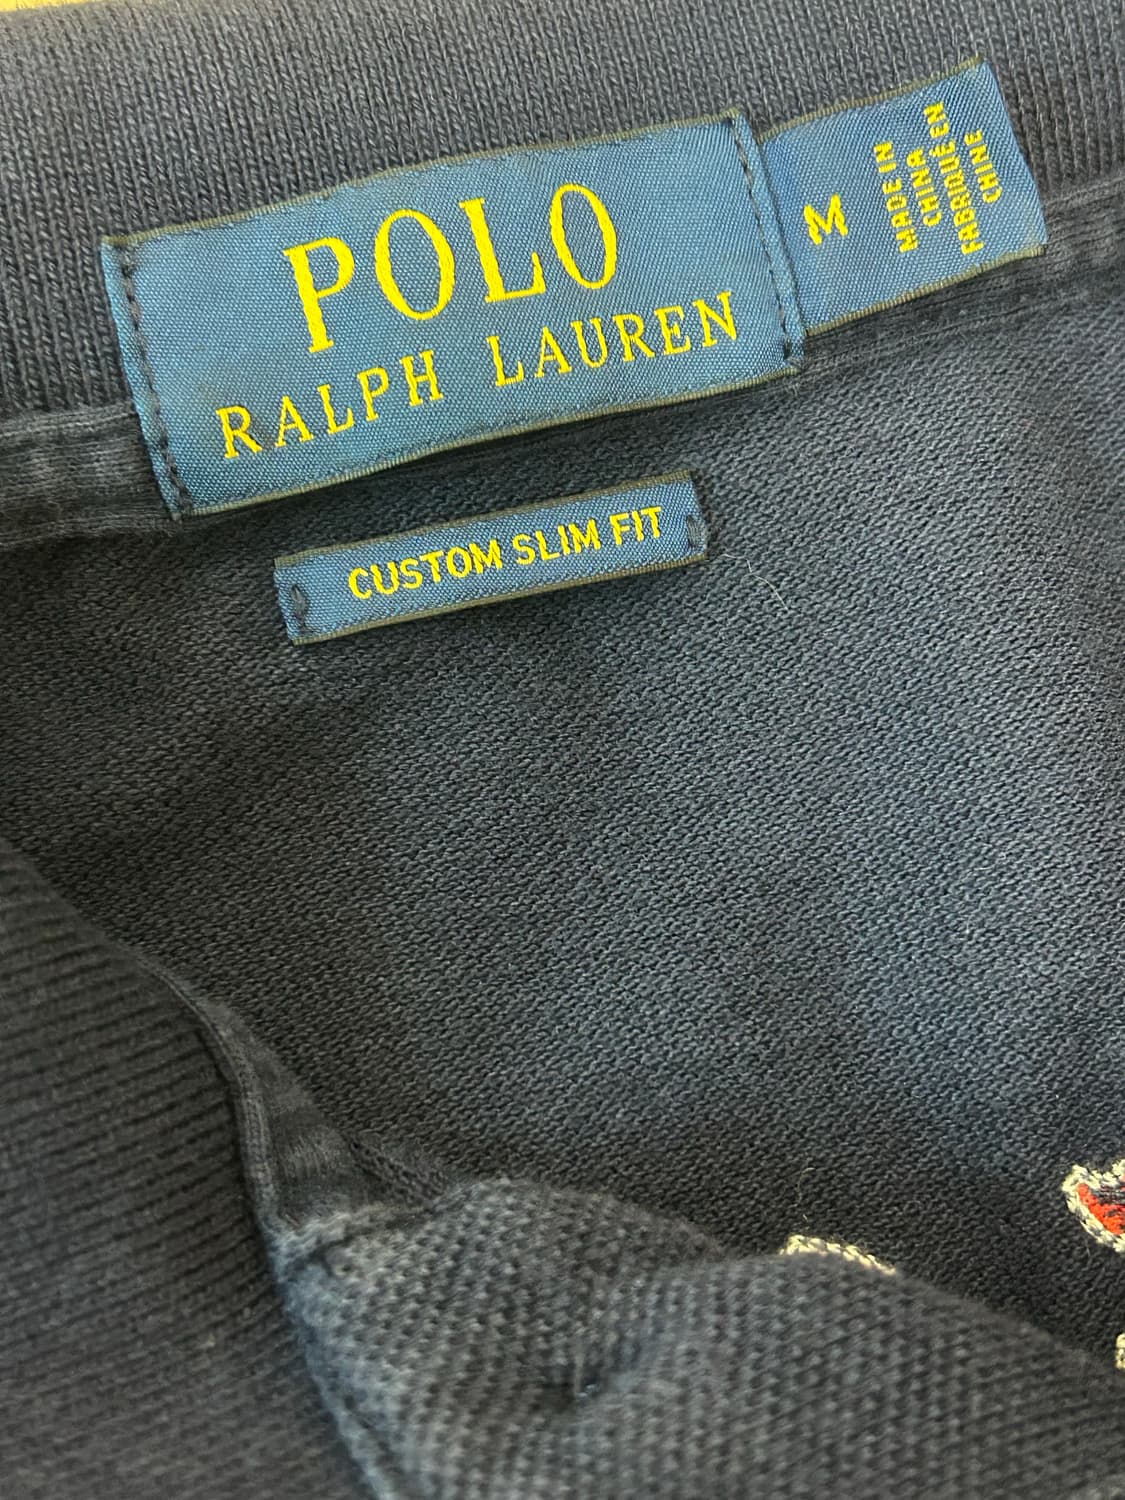 POLO
RALPH LAUREN
M
MADE IN
CHINA
FABRIQUÉ EN
CHINE
CUSTOM SLIM FIT